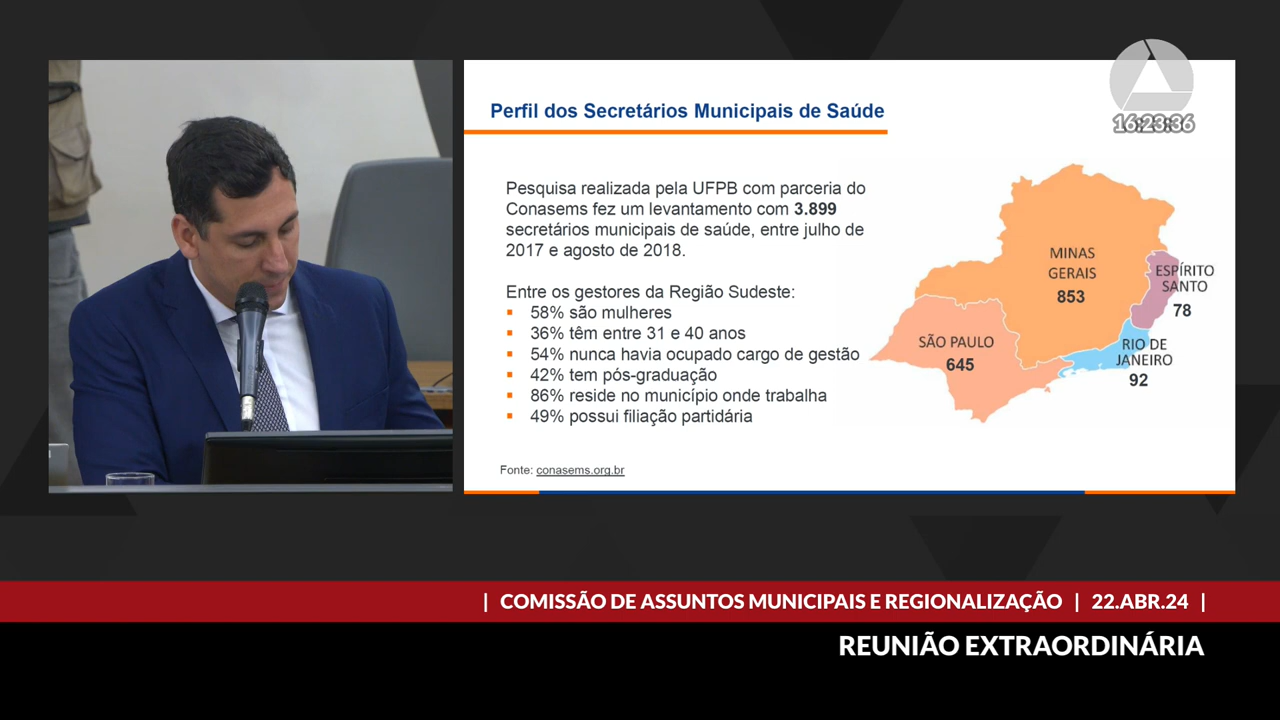 Perfil dos Secretários Municipais de Saúde
16:23:36
Pesquisa realizada pela UFPB com parceria do
Conasems fez um levantamento com 3.899
secretários municipais de saúde, entre julho de
2017 e agosto de 2018.
Entre os gestores da Região Sudeste:
▪ 58% são mulheres
▪ 36% têm entre 31 e 40 anos
▪ 54% nunca havia ocupado cargo de gestão
▪ 42% tem pós-graduação
▪ 86% reside no município onde trabalha
▪ 49% possui filiação partidária
MINAS
GERAIS
853
ESPÍRITO
SANTO
78
SÃO PAULO
645
RIO DE
JANEIRO
92
Fonte: conasems.org.br
| COMISSÃO DE ASSUNTOS MUNICIPAIS E REGIONALIZAÇÃO | 22.ABR.24 |
REUNIÃO EXTRAORDINÁRIA